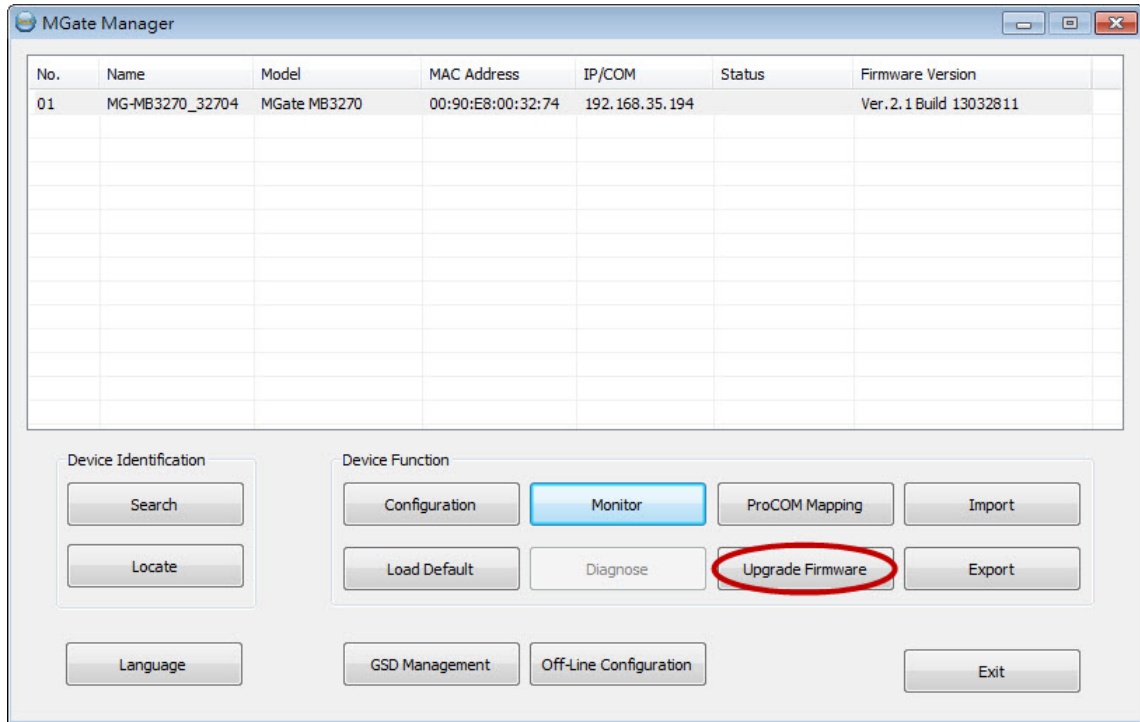 MGate Manager
No. Name Model MAC Address IP/COM Status Firmware Version
01 MG-MB3270_32704 MGate MB3270 00:90:E8:00:32:74 192.168.35.194 Ver.2.1 Build 13032811
Device Identification Device Function
Search Configuration Monitor ProCOM Mapping Import
Locate Load Default Diagnose Upgrade Firmware Export
Language GSD Management Off-Line Configuration Exit